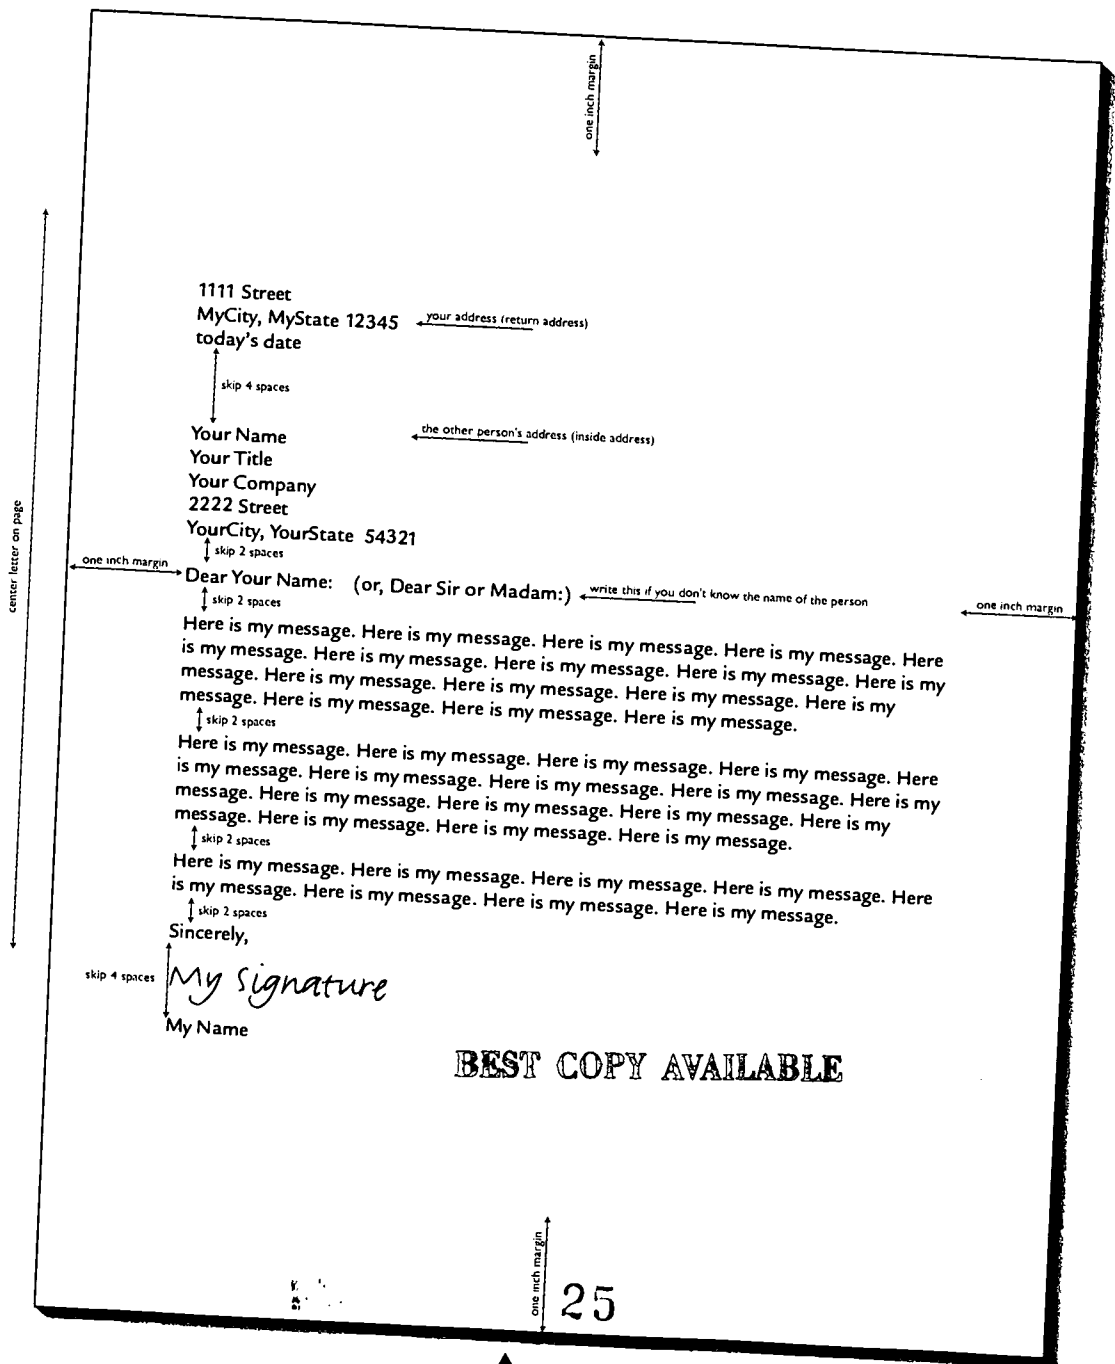 one inch margin
1111 Street
MyCity, MyState 12345 your address (return address)
today's date
skip 4 spaces
Your Name the other person's address (inside address)
Your Title
Your Company
2222 Street
YourCity, YourState 54321
skip 2 spaces
center letter on page
one inch margin
Dear Your Name: (or, Dear Sir or Madam:) write this if you don't know the name of the person
one inch margin
skip 2 spaces
Here is my message. Here is my message. Here is my message. Here is my message. Here
is my message. Here is my message. Here is my message. Here is my message. Here is my
message. Here is my message. Here is my message. Here is my message. Here is my
message. Here is my message. Here is my message. Here is my message.
skip 2 spaces
Here is my message. Here is my message. Here is my message. Here is my message. Here
is my message. Here is my message. Here is my message. Here is my message. Here is my
message. Here is my message. Here is my message. Here is my message. Here is my
message. Here is my message. Here is my message. Here is my message.
skip 2 spaces
Here is my message. Here is my message. Here is my message. Here is my message. Here
is my message. Here is my message. Here is my message. Here is my message.
skip 2 spaces
Sincerely,
skip 4 spaces
My Signature
My Name
BEST COPY AVAILABLE
one inch margin
25